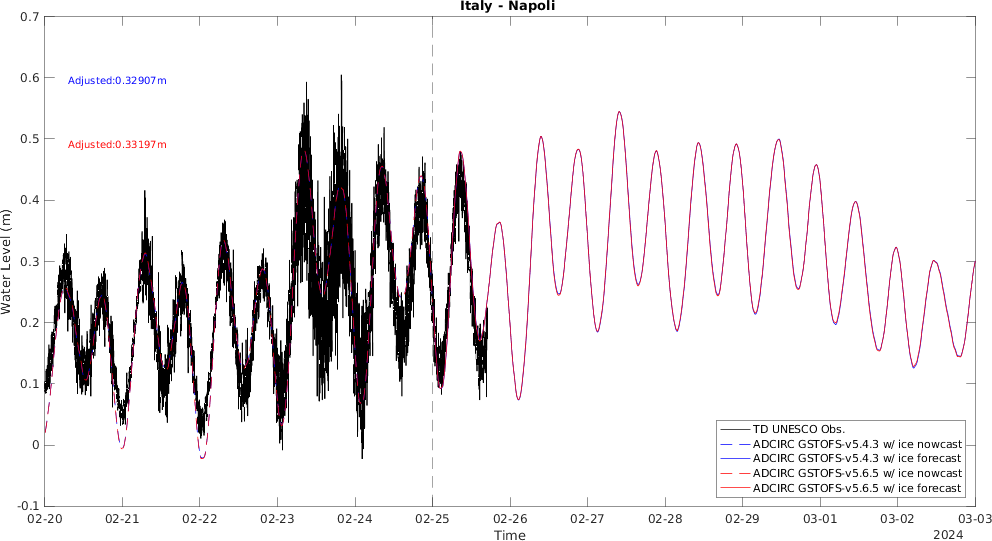 Italy - Napoli
0.7
0.6
0.5
0.4
0.3
0.2
0.1
0
-0.1
Water Level (m)
Adjusted:0.32907m
Adjusted:0.33197m
TD UNESCO Obs.
ADCIRC GSTOFS-v5.4.3 w/ ice nowcast
ADCIRC GSTOFS-v5.4.3 w/ ice forecast
ADCIRC GSTOFS-v5.6.5 w/ ice nowcast
ADCIRC GSTOFS-v5.6.5 w/ ice forecast
02-20 02-21 02-22 02-23 02-24 02-25 02-26 02-27 02-28 02-29 03-01 03-02 03-03
Time
2024